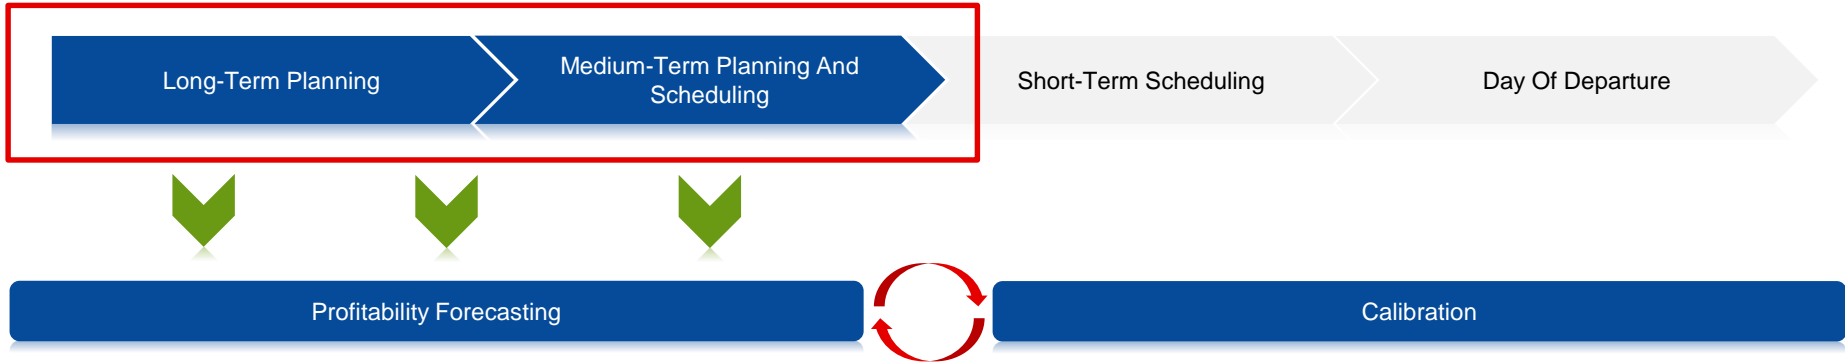 Long-Term Planning
Medium-Term Planning And
Scheduling
Short-Term Scheduling
Day Of Departure
Profitability Forecasting
Calibration